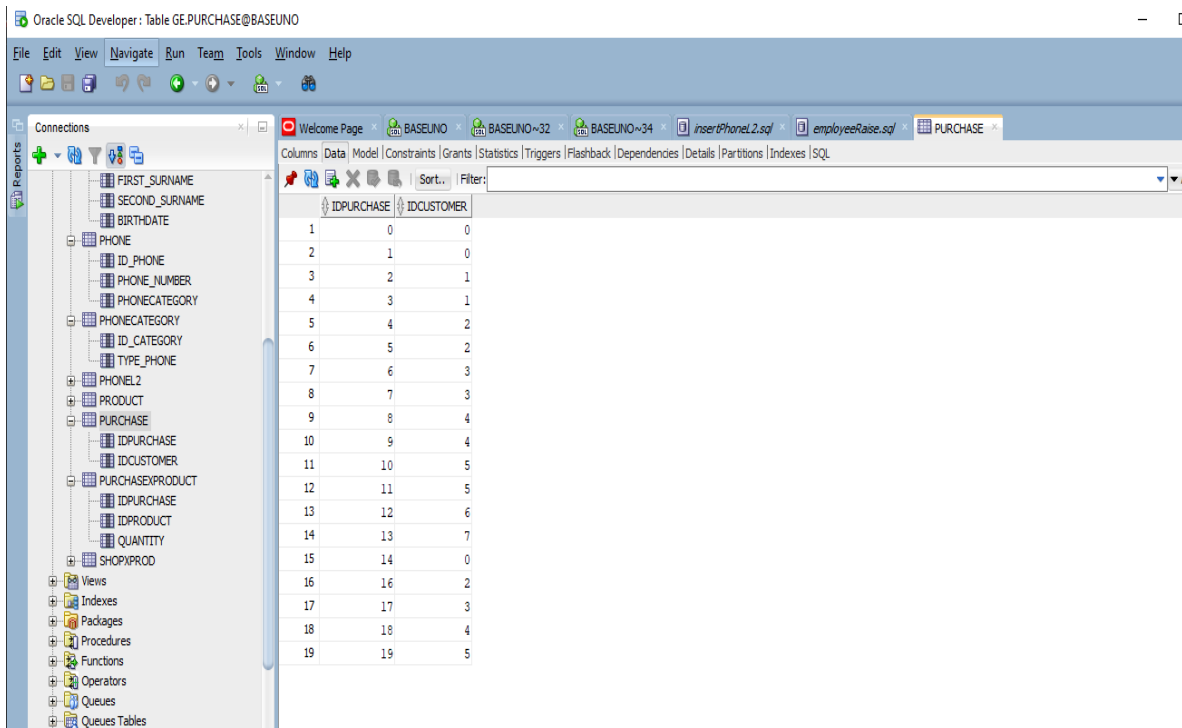 Oracle SQL Developer : Table GE.PURCHASE@BASEUNO
File Edit View Navigate Run Team Tools Window Help
Connections
Reports
FIRST_SURNAME
SECOND_SURNAME
BIRTHDATE
PHONE
ID_PHONE
PHONE_NUMBER
PHONECATEGORY
PHONECATEGORY
ID_CATEGORY
TYPE_PHONE
PHONEL2
PRODUCT
PURCHASE
IDPURCHASE
IDCUSTOMER
PURCHASEXPRODUCT
IDPURCHASE
IDPRODUCT
QUANTITY
SHOPXPROD
Views
Indexes
Packages
Procedures
Functions
Operators
Queues
Queues Tables
Welcome Page BASEUNO BASEUNO~32 BASEUNO~34 insertPhoneL2.sql employeeRaise.sql PURCHASE
Columns Data Model Constraints Grants Statistics Triggers Flashback Dependencies Details Partitions Indexes SQL
Sort.. Filter:
IDPURCHASE IDCUSTOMER
1 0 0
2 1 0
3 2 1
4 3 1
5 4 2
6 5 2
7 6 3
8 7 3
9 8 4
10 9 4
11 10 5
12 11 5
13 12 6
14 13 7
15 14 0
16 16 2
17 17 3
18 18 4
19 19 5